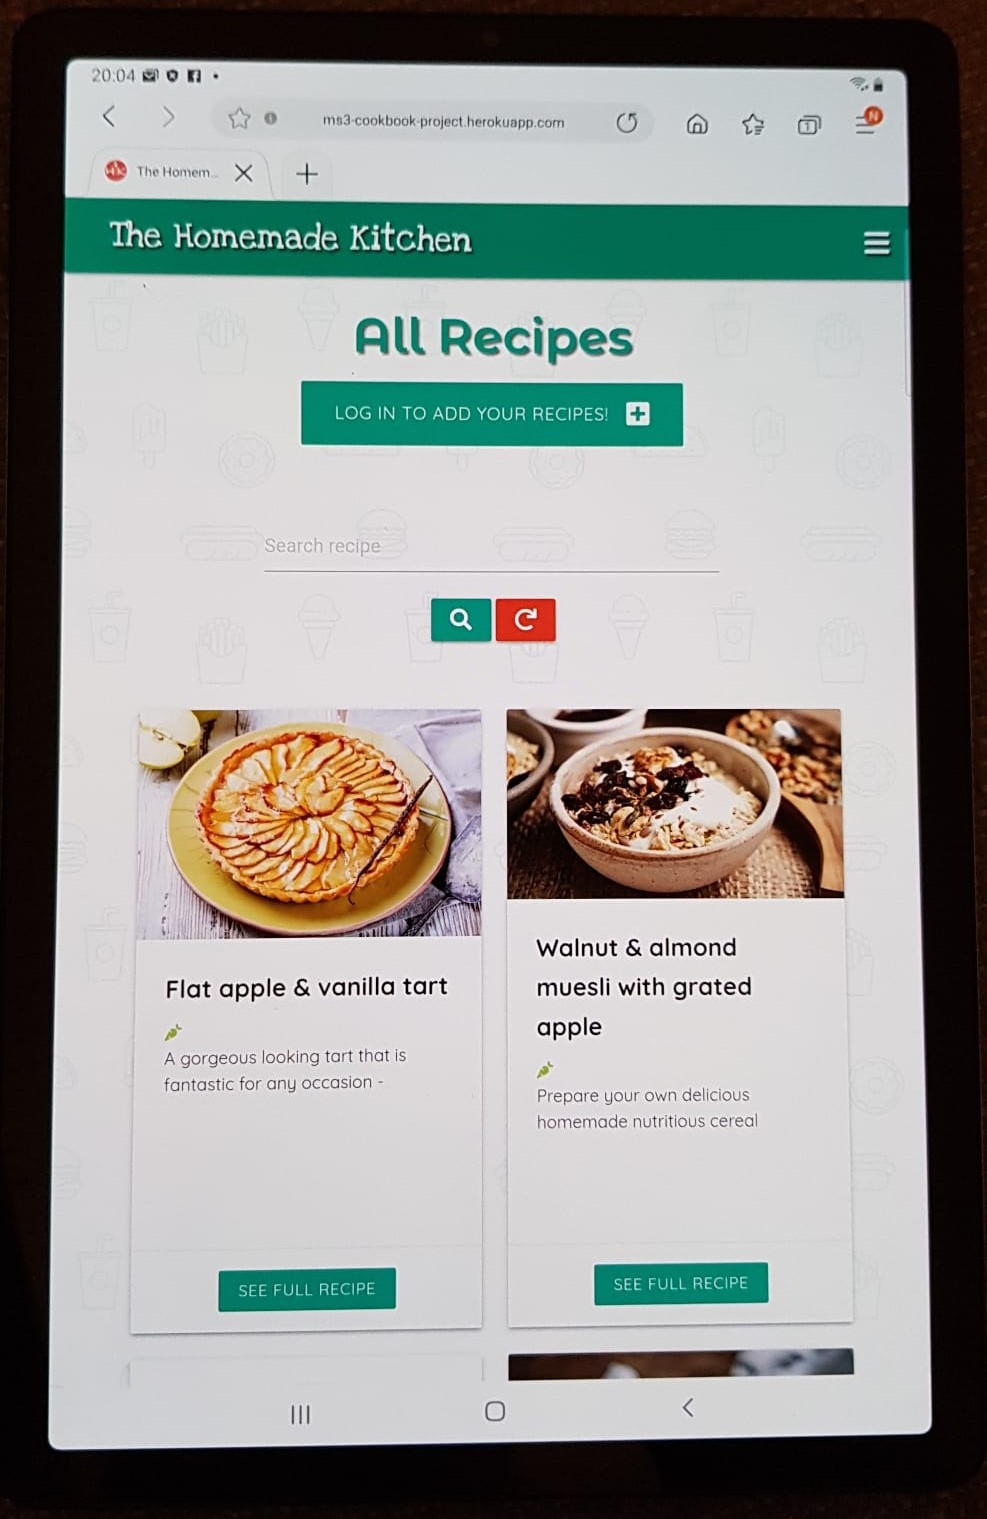 20:04
ms3-cookbook-project.herokuapp.com
1
N
The Homem...
The Homemade Kitchen
All Recipes
LOG IN TO ADD YOUR RECIPES!
Search recipe
Flat apple & vanilla tart
A gorgeous looking tart that is
fantastic for any occasion -
SEE FULL RECIPE
Walnut & almond
muesli with grated
apple
Prepare your own delicious
homemade nutritious cereal
SEE FULL RECIPE